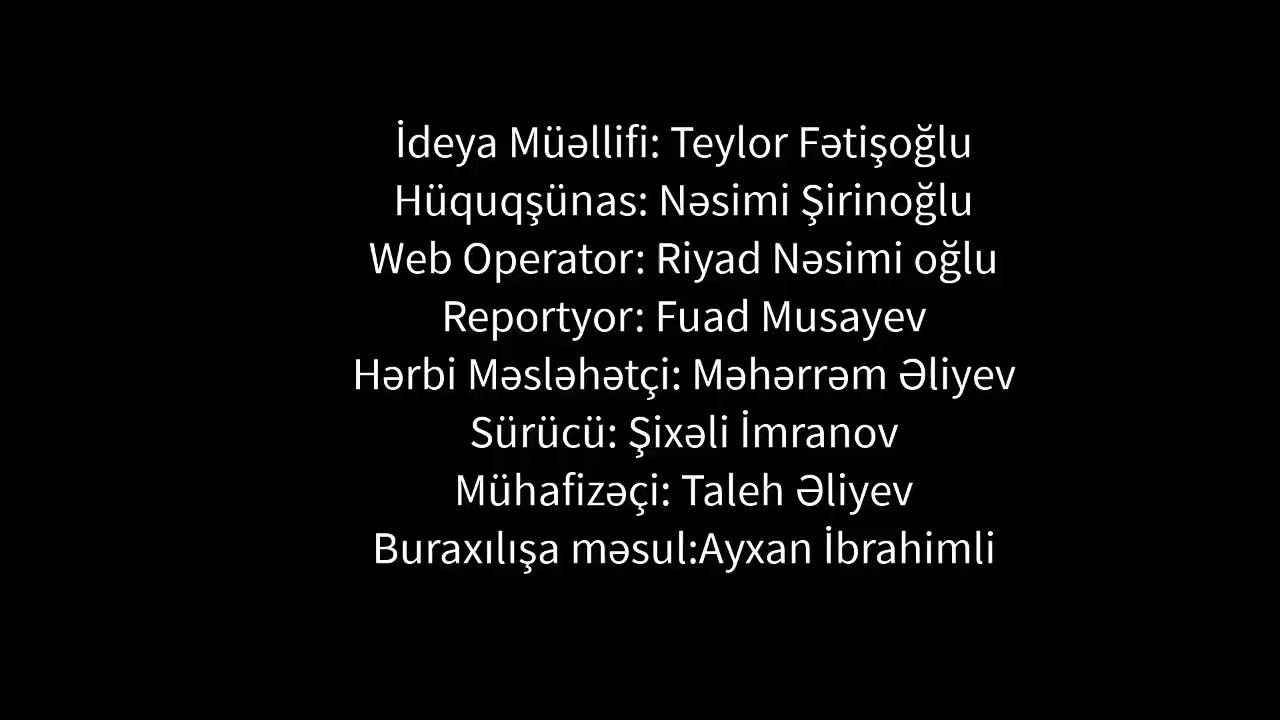 İdeya Müəllifi: Teylor Fətişoğlu
Hüquqşünas: Nəsimi Şirinoğlu
Web Operator: Riyad Nəsimi oğlu
Reportyor: Fuad Musayev
Hərbi Məsləhətçi: Məhərrəm Əliyev
Sürücü: Şixəli İmranov
Mühafizəçi: Taleh Əliyev
Buraxılışa məsul:Ayxan İbrahimli